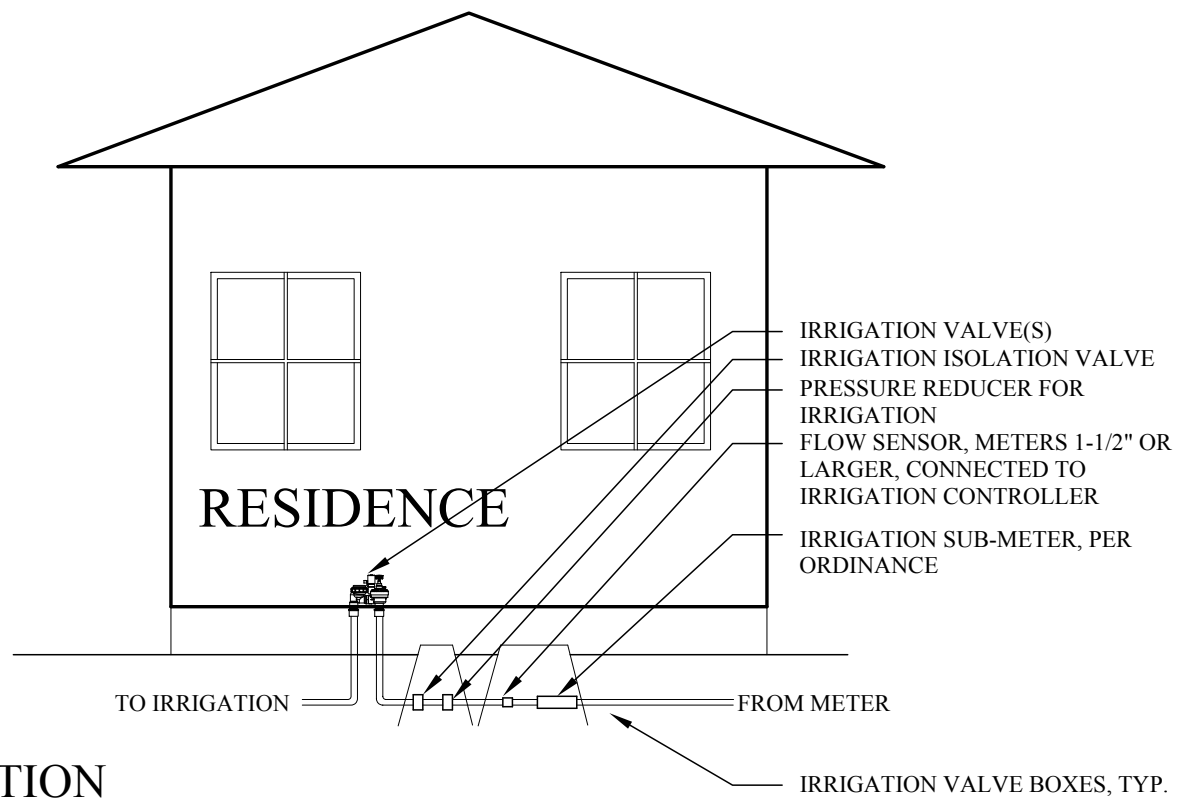 IRRIGATION VALVE(S)
IRRIGATION ISOLATION VALVE
PRESSURE REDUCER FOR
IRRIGATION
FLOW SENSOR, METERS 1-1/2" OR
LARGER, CONNECTED TO
IRRIGATION CONTROLLER
RESIDENCE
IRRIGATION SUB-METER, PER
ORDINANCE
TO IRRIGATION
FROM METER
TION
IRRIGATION VALVE BOXES, TYP.